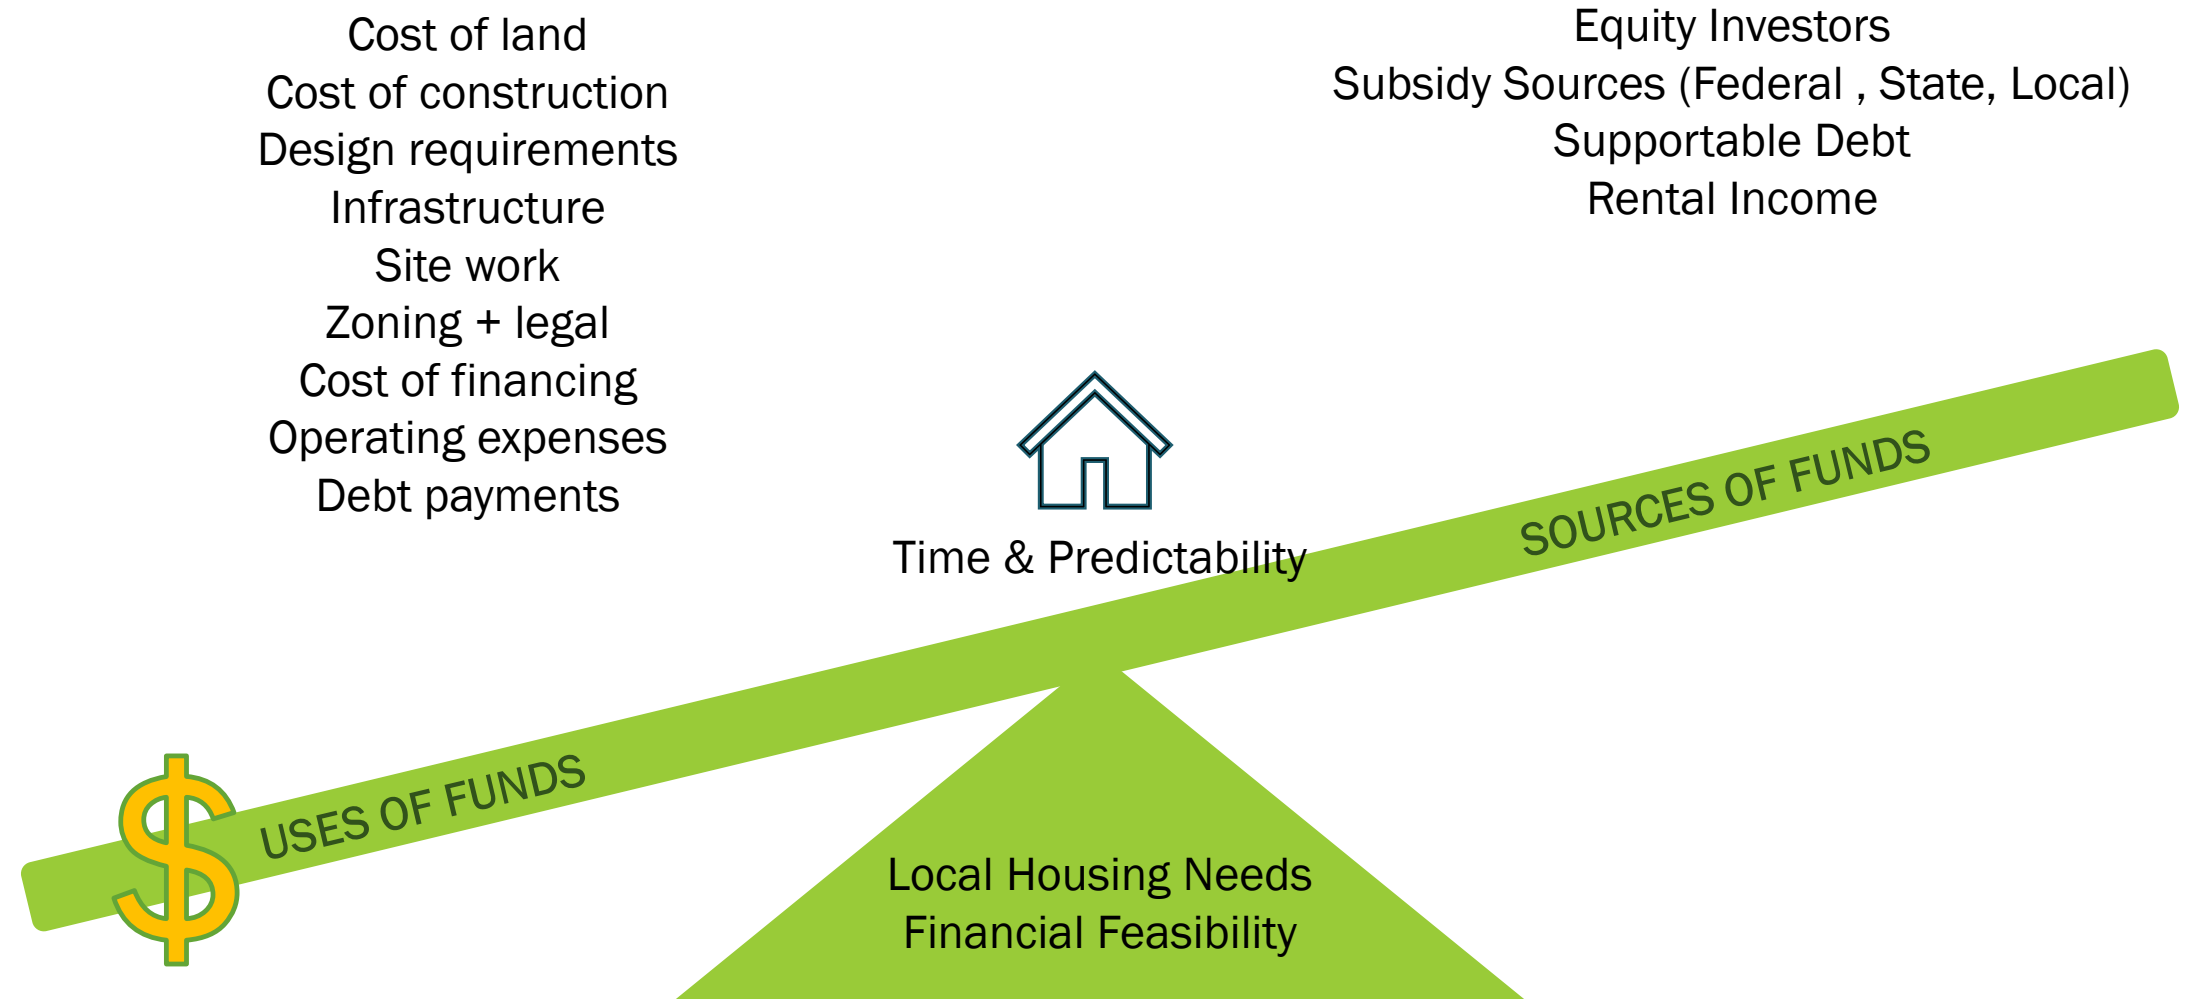 Cost of land
Cost of construction
Design requirements
Infrastructure
Site work
Zoning + legal
Cost of financing
Operating expenses
Debt payments
Equity Investors
Subsidy Sources (Federal , State, Local)
Supportable Debt
Rental Income
Time & Predictability
SOURCES OF FUNDS
$
USES OF FUNDS
Local Housing Needs
Financial Feasibility